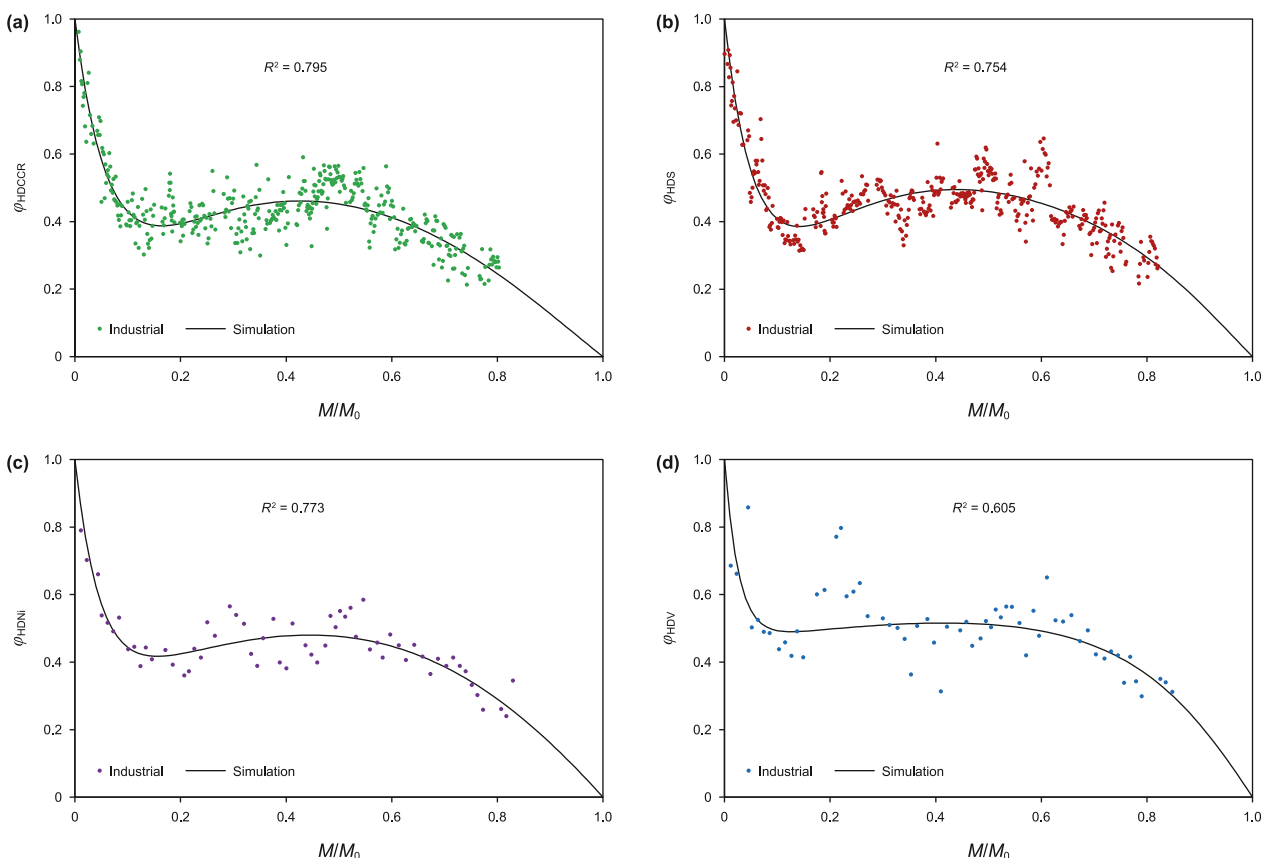 (a)
1.0
0.8
0.6
0.4
0.2
0
φHDCCR
R² = 0.795
Industrial
Simulation
0 0.2 0.4 0.6 0.8 1.0
M/M₀
(b)
1.0
0.8
0.6
0.4
0.2
0
φHDS
R² = 0.754
Industrial
Simulation
0 0.2 0.4 0.6 0.8 1.0
M/M₀
(c)
1.0
0.8
0.6
0.4
0.2
0
φHDNi
R² = 0.773
Industrial
Simulation
0 0.2 0.4 0.6 0.8 1.0
M/M₀
(d)
1.0
0.8
0.6
0.4
0.2
0
φHDV
R² = 0.605
Industrial
Simulation
0 0.2 0.4 0.6 0.8 1.0
M/M₀